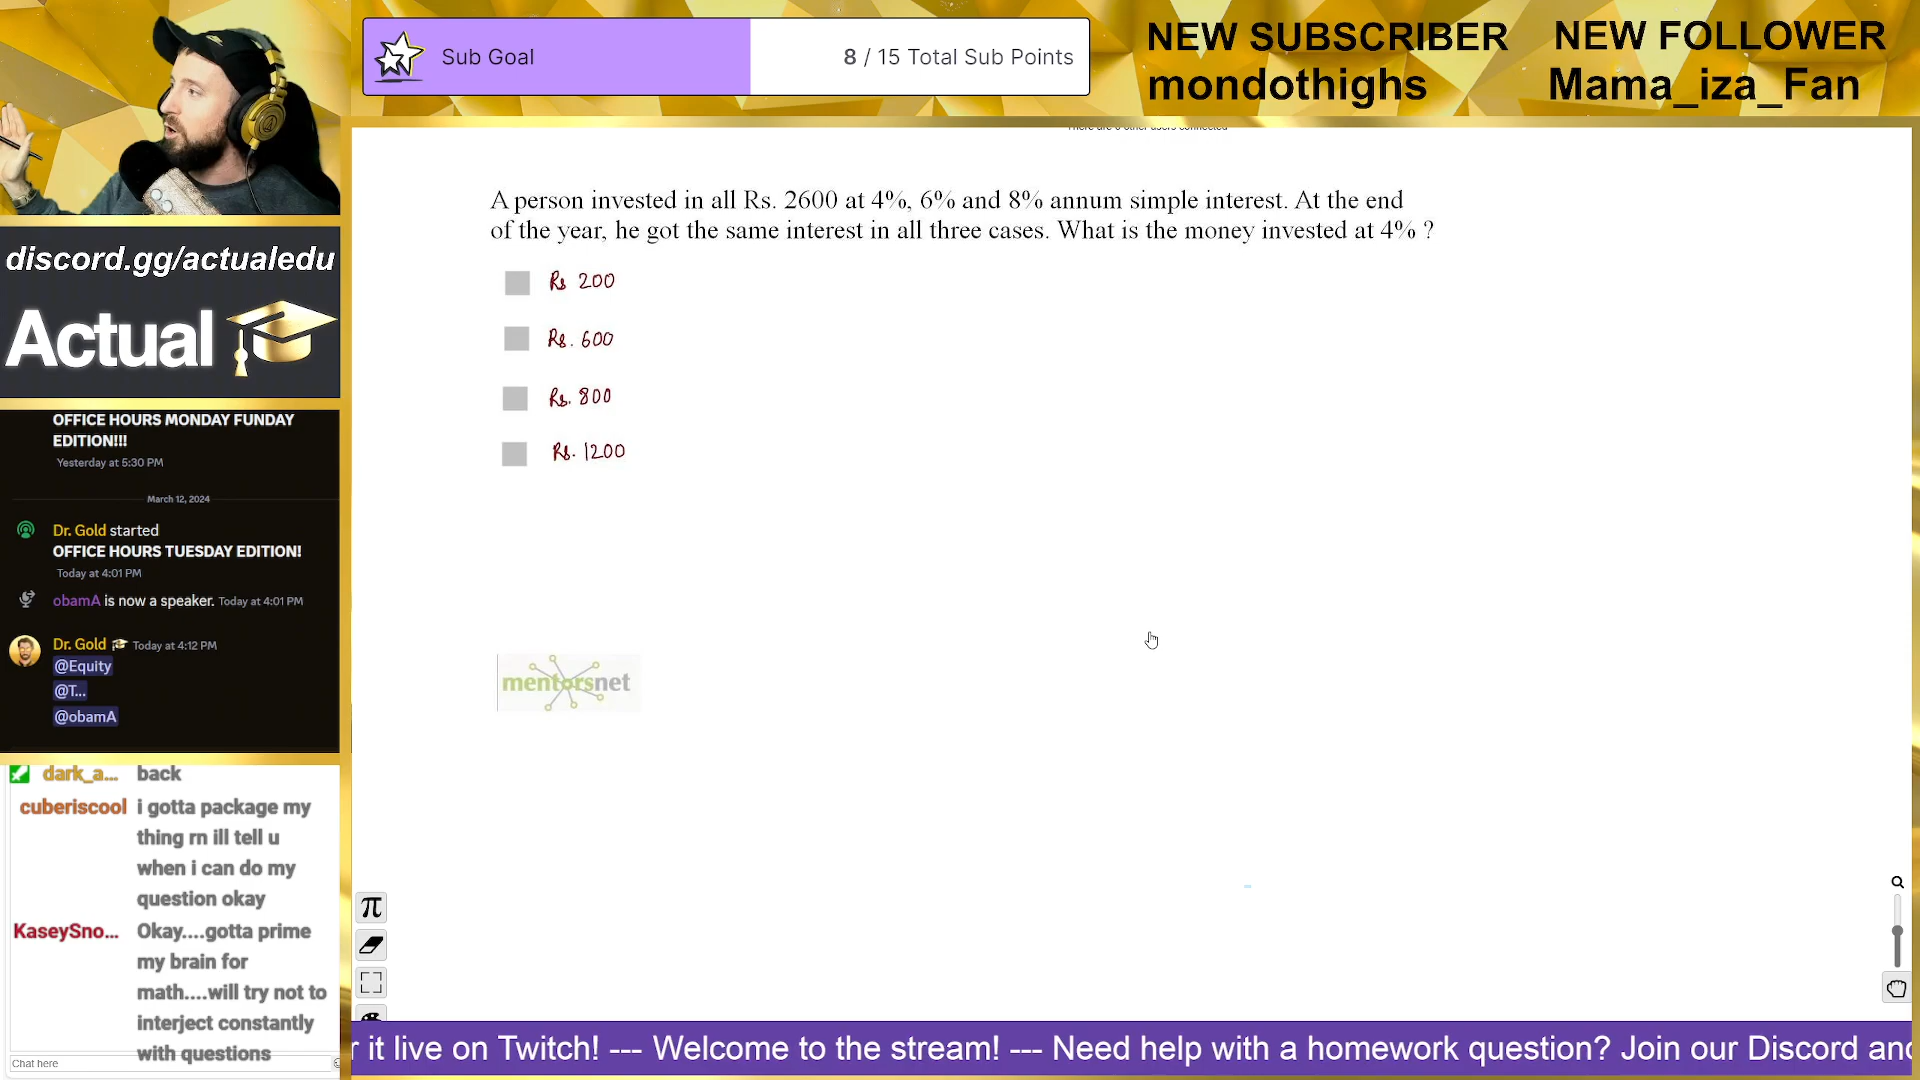 Sub Goal
8 / 15 Total Sub Points
NEW SUBSCRIBER
mondothighs
NEW FOLLOWER
Mama_iza_Fan
discord.gg/actualedu
Actual
OFFICE HOURS MONDAY FUNDAY
EDITION!!!
Yesterday at 5:30 PM
March 12, 2024
Dr. Gold started
OFFICE HOURS TUESDAY EDITION!
Today at 4:01 PM
obamA is now a speaker. Today at 4:01 PM
Dr. Gold Today at 4:12 PM
@Equity
@T...
@obamA
dark_a... back
cuberiscool i gotta package my
thing rn ill tell u
when i can do my
question okay
KaseySno... Okay....gotta prime
my brain for
math....will try not to
interject constantly
with questions
Chat here
There are 6 other users connected
A person invested in all Rs. 2600 at 4%, 6% and 8% annum simple interest. At the end
of the year, he got the same interest in all three cases. What is the money invested at 4% ?
Rs 200
Rs. 600
Rs. 800
Rs. 1200
mentorsnet
π
r it live on Twitch! --- Welcome to the stream! --- Need help with a homework question? Join our Discord and